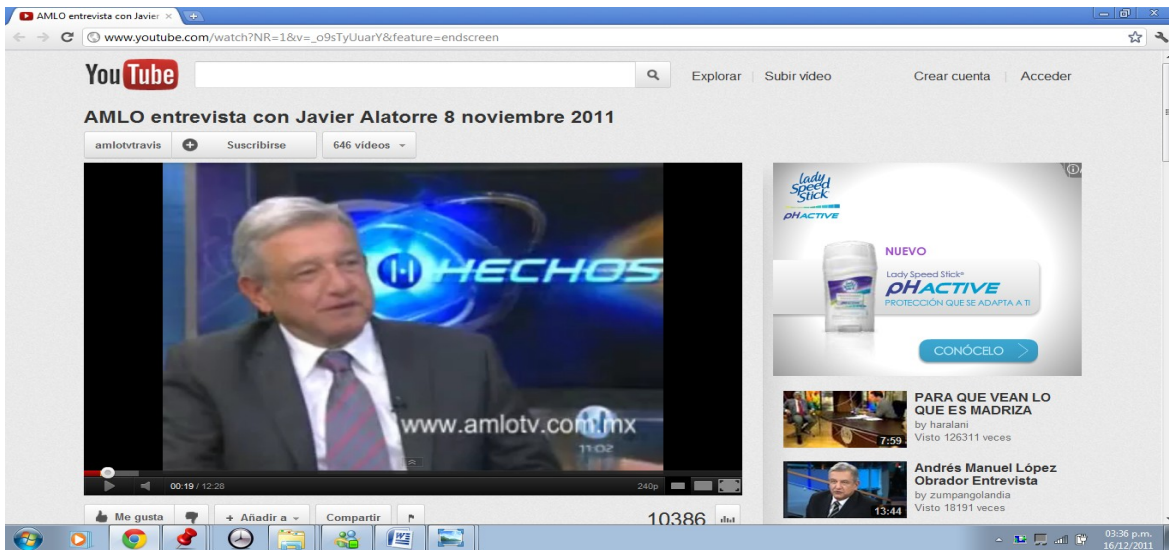 AMLO entrevista con Javier
www.youtube.com/watch?NR=1&v=_o9sTyUuarY&feature=endscreen
YouTube
Explorar Subir vídeo Crear cuenta Acceder
AMLO entrevista con Javier Alatorre 8 noviembre 2011
amlotvtravis Suscribirse 646 vídeos
HECHOS
www.amlotv.com.mx
11:02
00:19 / 12:28 240p
Me gusta Añadir a Compartir 10386
lady
Speed
Stick
pHACTIVE
NUEVO
Lady Speed Stick®
pHACTIVE
PROTECCIÓN QUE SE ADAPTA A TI
CONÓCELO
PARA QUE VEAN LO
QUE ES MADRIZA
by haralani
Visto 126311 veces
7:59
Andrés Manuel López
Obrador Entrevista
by zumpangolandia
Visto 18191 veces
13:44
03:36 p.m.
16/12/2011